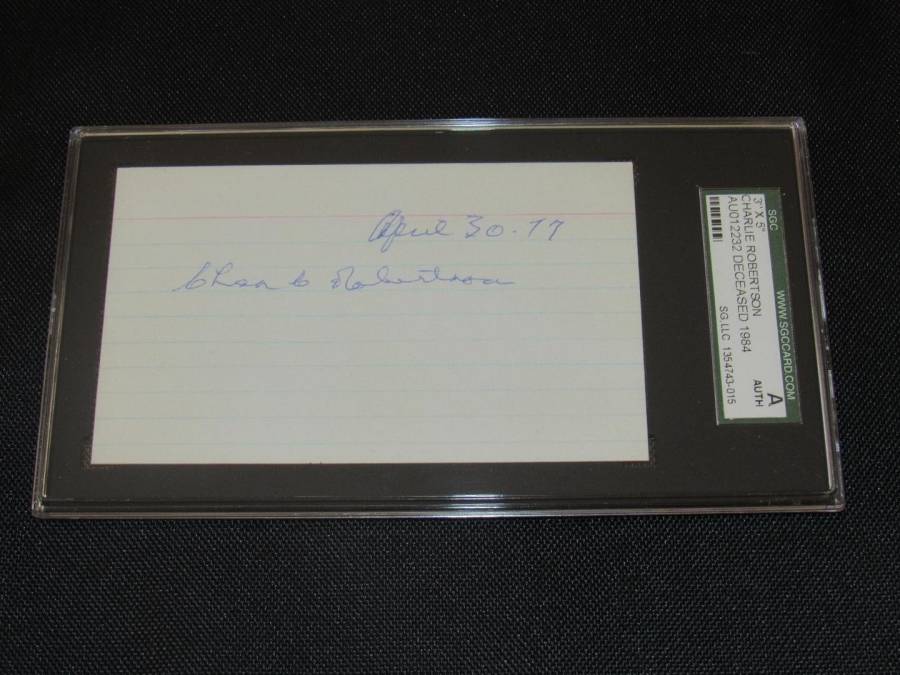 April 30-77
Chas C Robertson
SGC
WWW.SGCCARD.COM
3" X 5"
CHARLIE ROBERTSON
AU012232 DECEASED 1984
A
AUTH
SG LLC 1354743-015